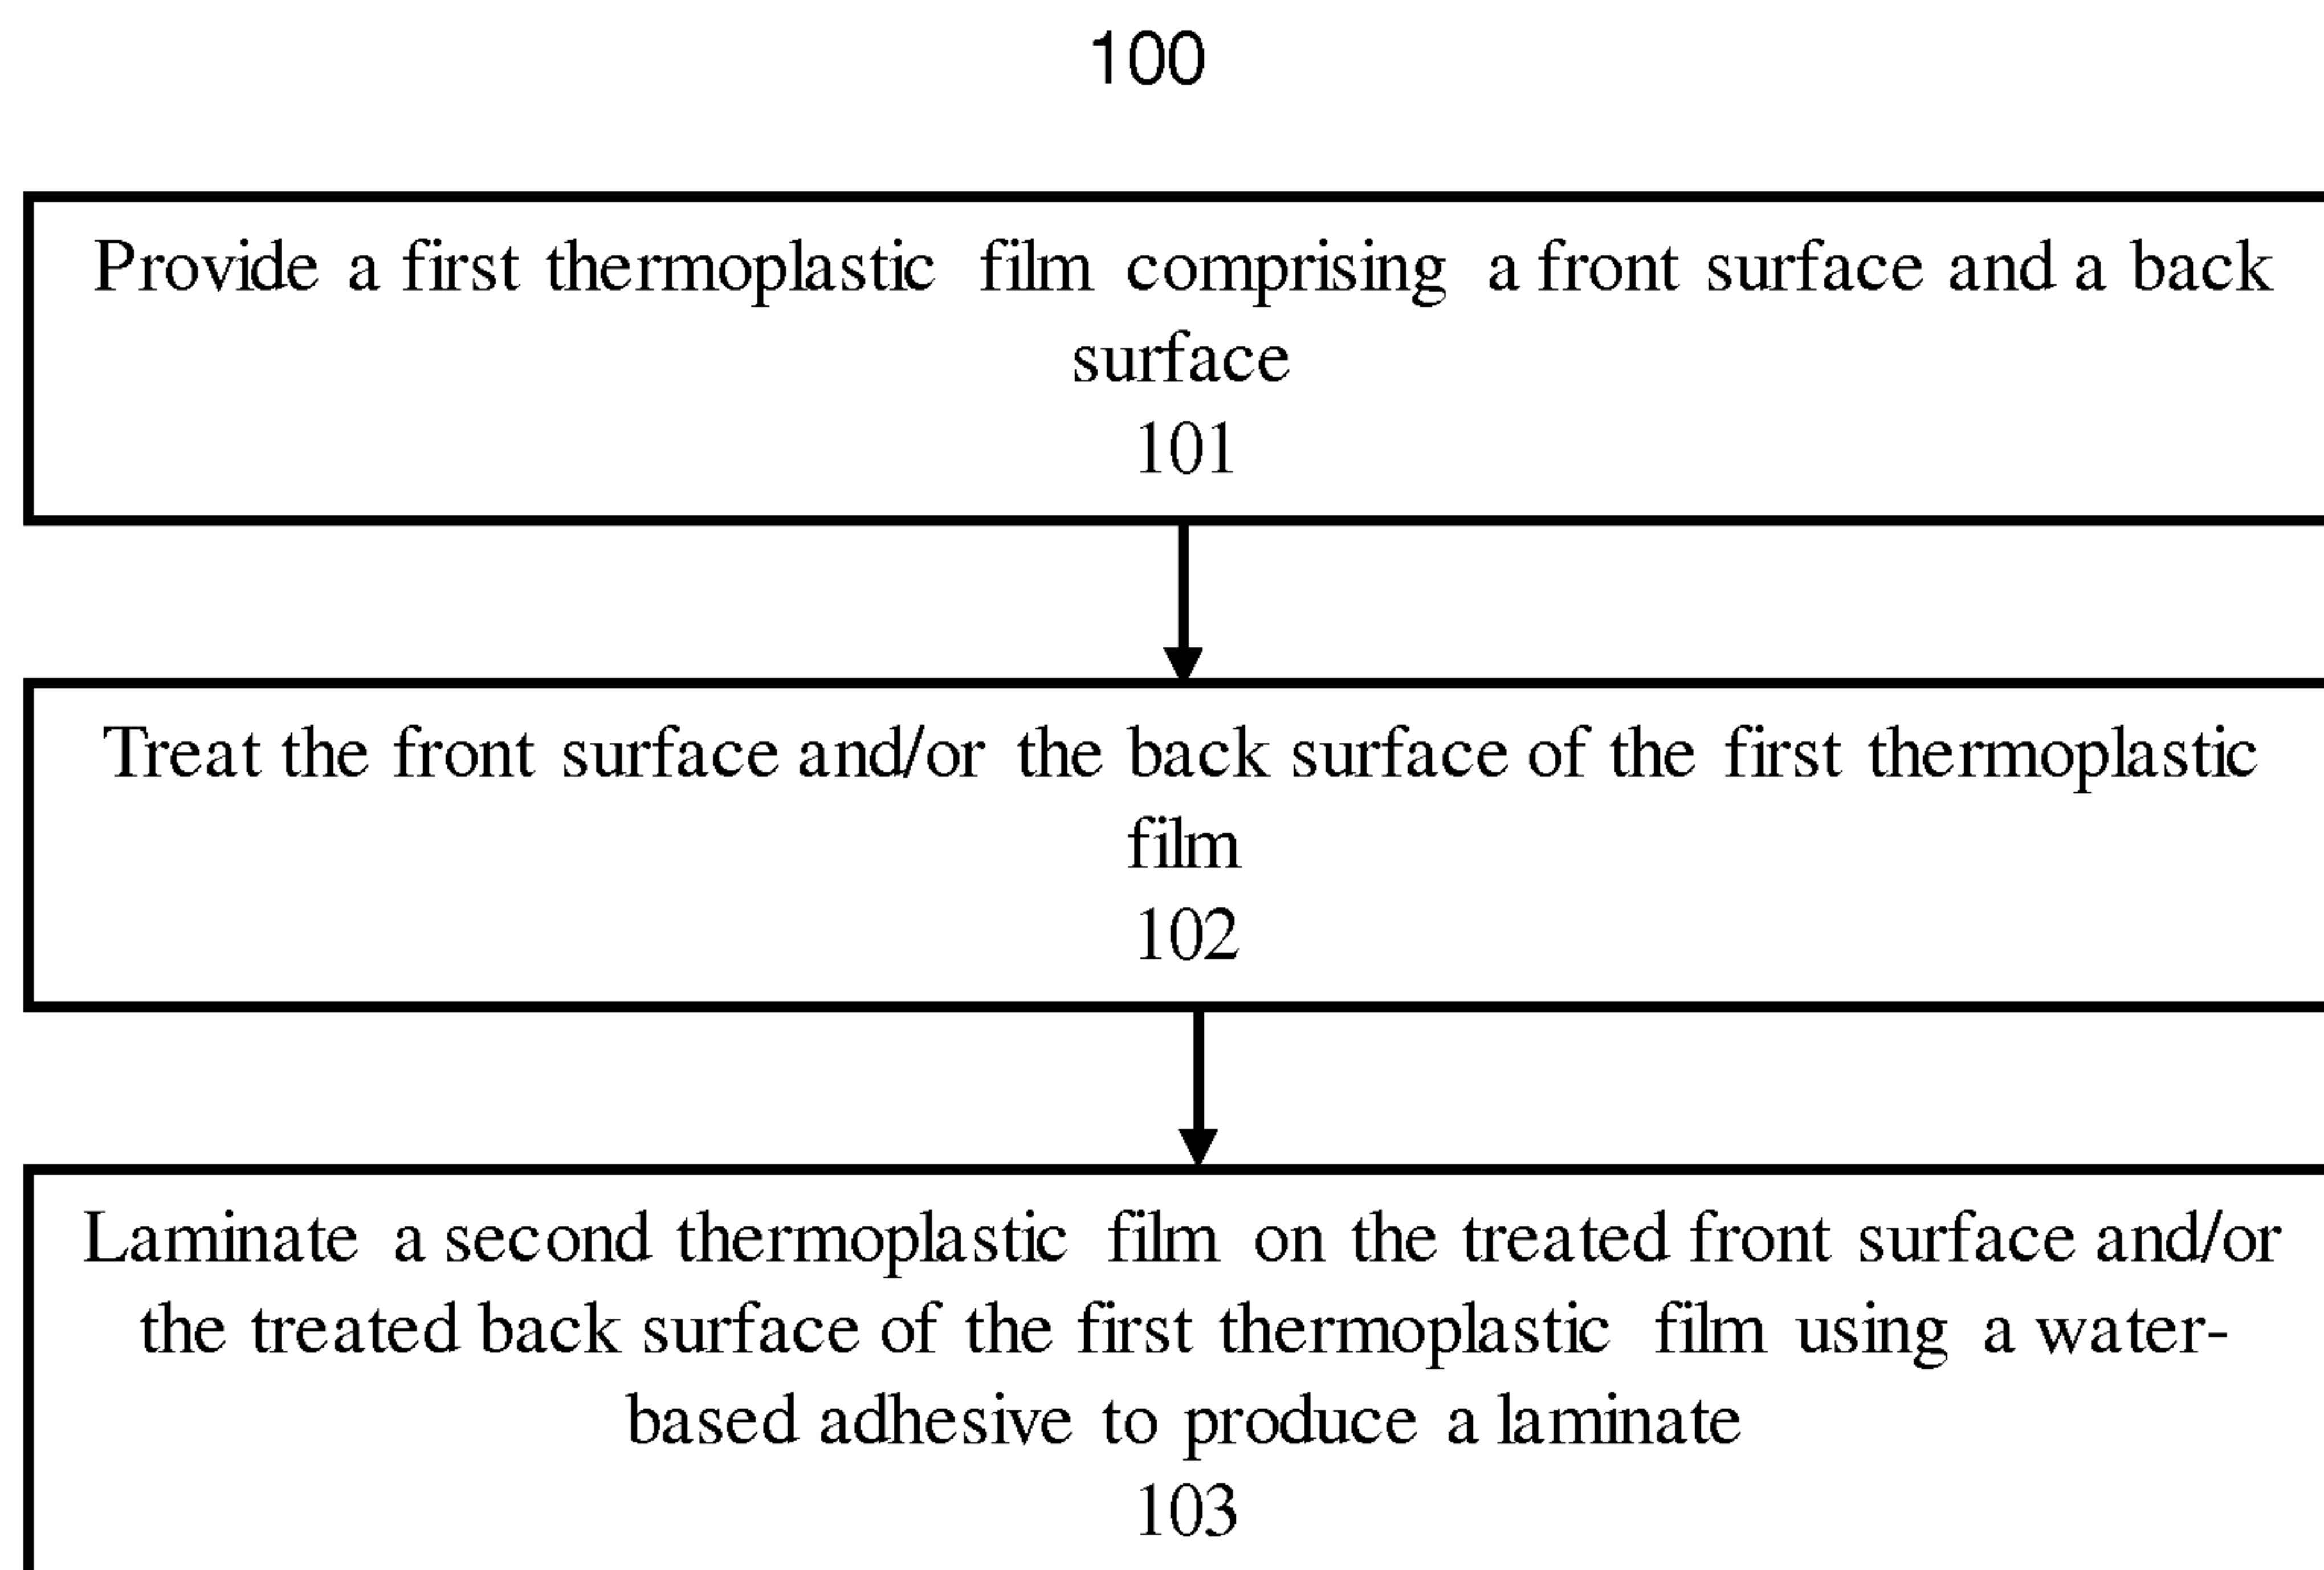 100
Provide a first thermoplastic film comprising a front surface and a back
surface
101
Treat the front surface and/or the back surface of the first thermoplastic
film
102
Laminate a second thermoplastic film on the treated front surface and/or
the treated back surface of the first thermoplastic film using a water-
based adhesive to produce a laminate
103